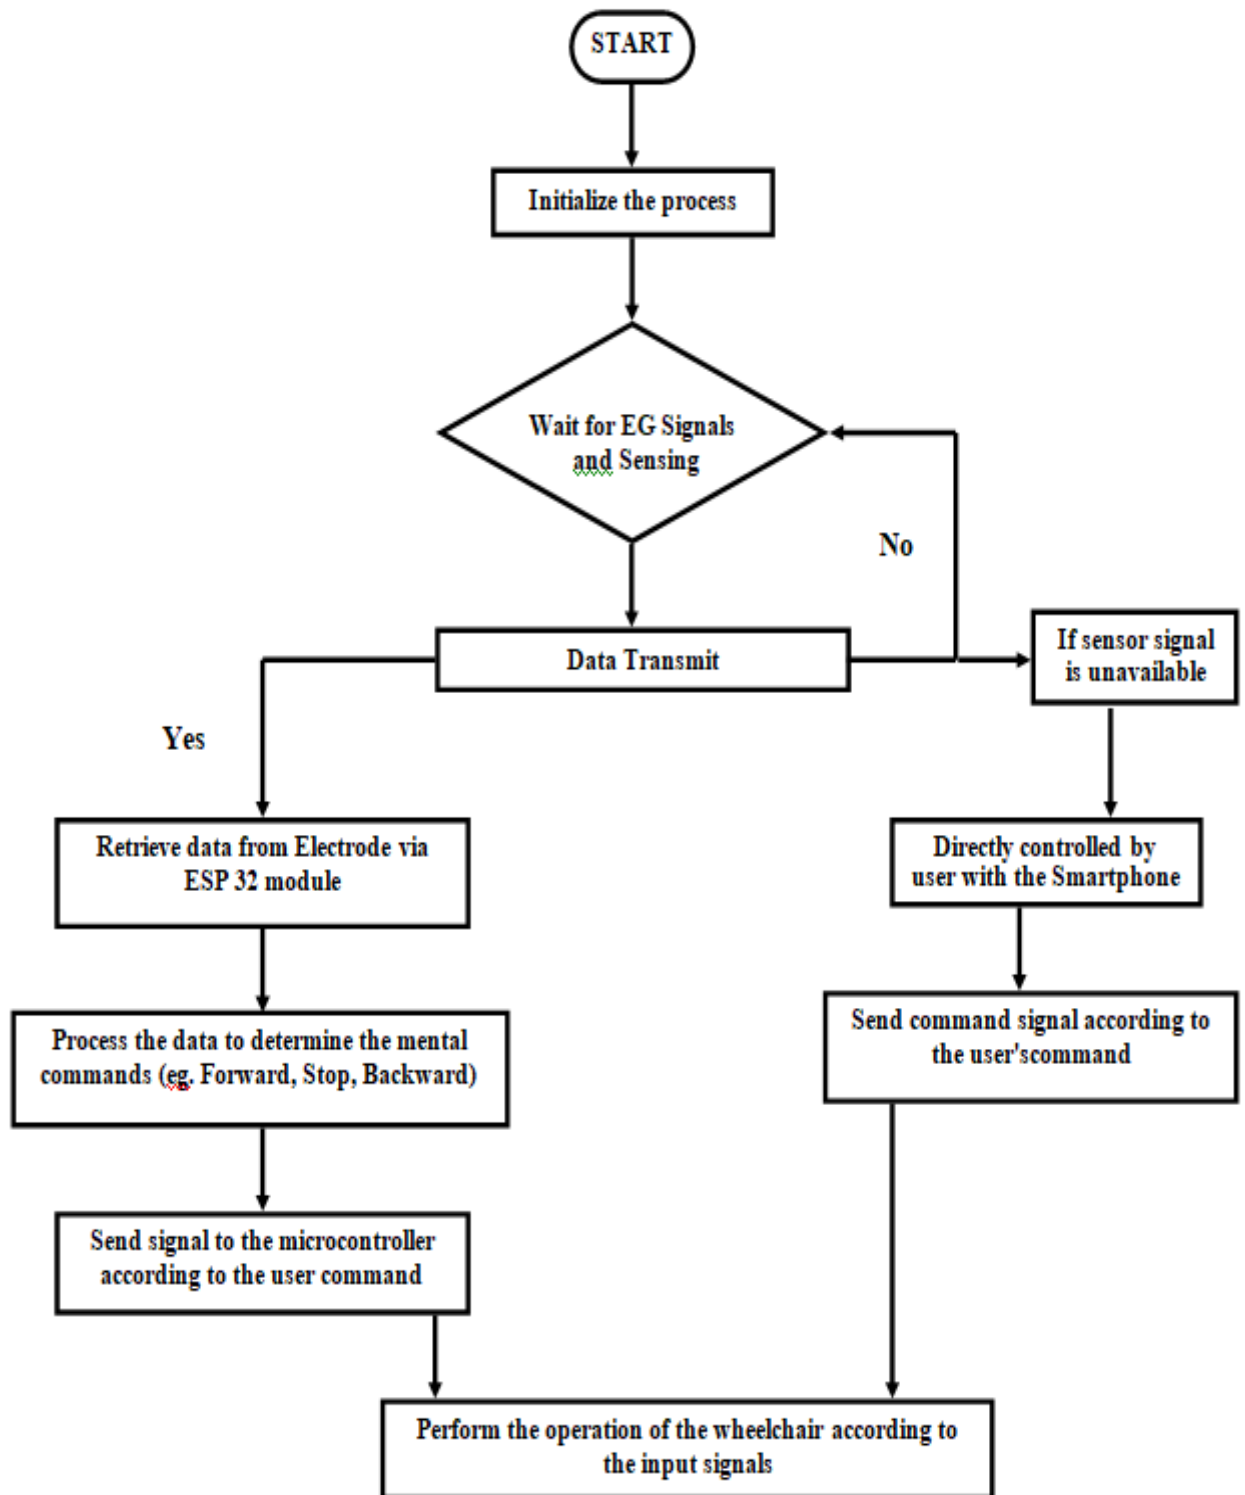 START
Initialize the process
Wait for EG Signals
and Sensing
No
Data Transmit
If sensor signal
is unavailable
Yes
Retrieve data from Electrode via
ESP 32 module
Directly controlled by
user with the Smartphone
Process the data to determine the mental
commands (eg. Forward, Stop, Backward)
Send command signal according to
the user'scommand
Send signal to the microcontroller
according to the user command
Perform the operation of the wheelchair according to
the input signals